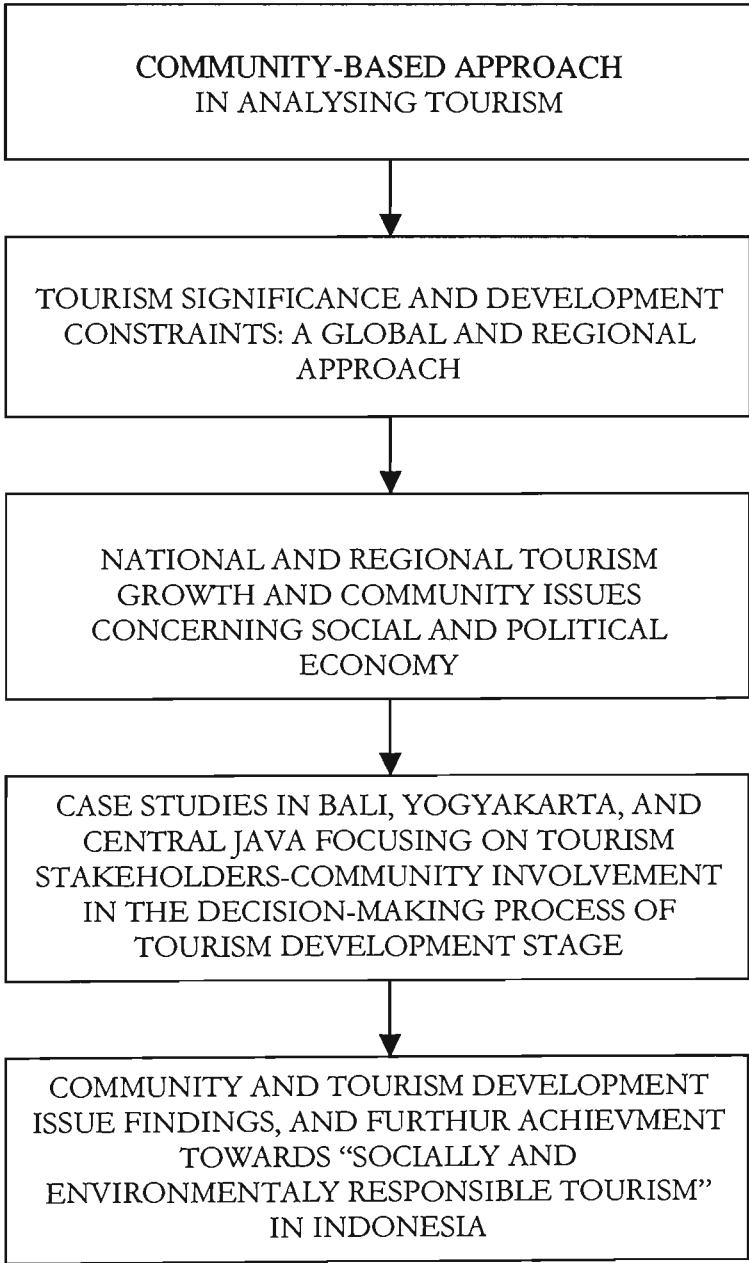 COMMUNITY-BASED APPROACH
IN ANALYSING TOURISM
TOURISM SIGNIFICANCE AND DEVELOPMENT
CONSTRAINTS: A GLOBAL AND REGIONAL
APPROACH
NATIONAL AND REGIONAL TOURISM
GROWTH AND COMMUNITY ISSUES
CONCERNING SOCIAL AND POLITICAL
ECONOMY
CASE STUDIES IN BALI, YOGYAKARTA, AND
CENTRAL JAVA FOCUSING ON TOURISM
STAKEHOLDERS-COMMUNITY INVOLVEMENT
IN THE DECISION-MAKING PROCESS OF
TOURISM DEVELOPMENT STAGE
COMMUNITY AND TOURISM DEVELOPMENT
ISSUE FINDINGS, AND FURTHUR ACHIEVMENT
TOWARDS “SOCIALLY AND
ENVIRONMENTALY RESPONSIBLE TOURISM”
IN INDONESIA